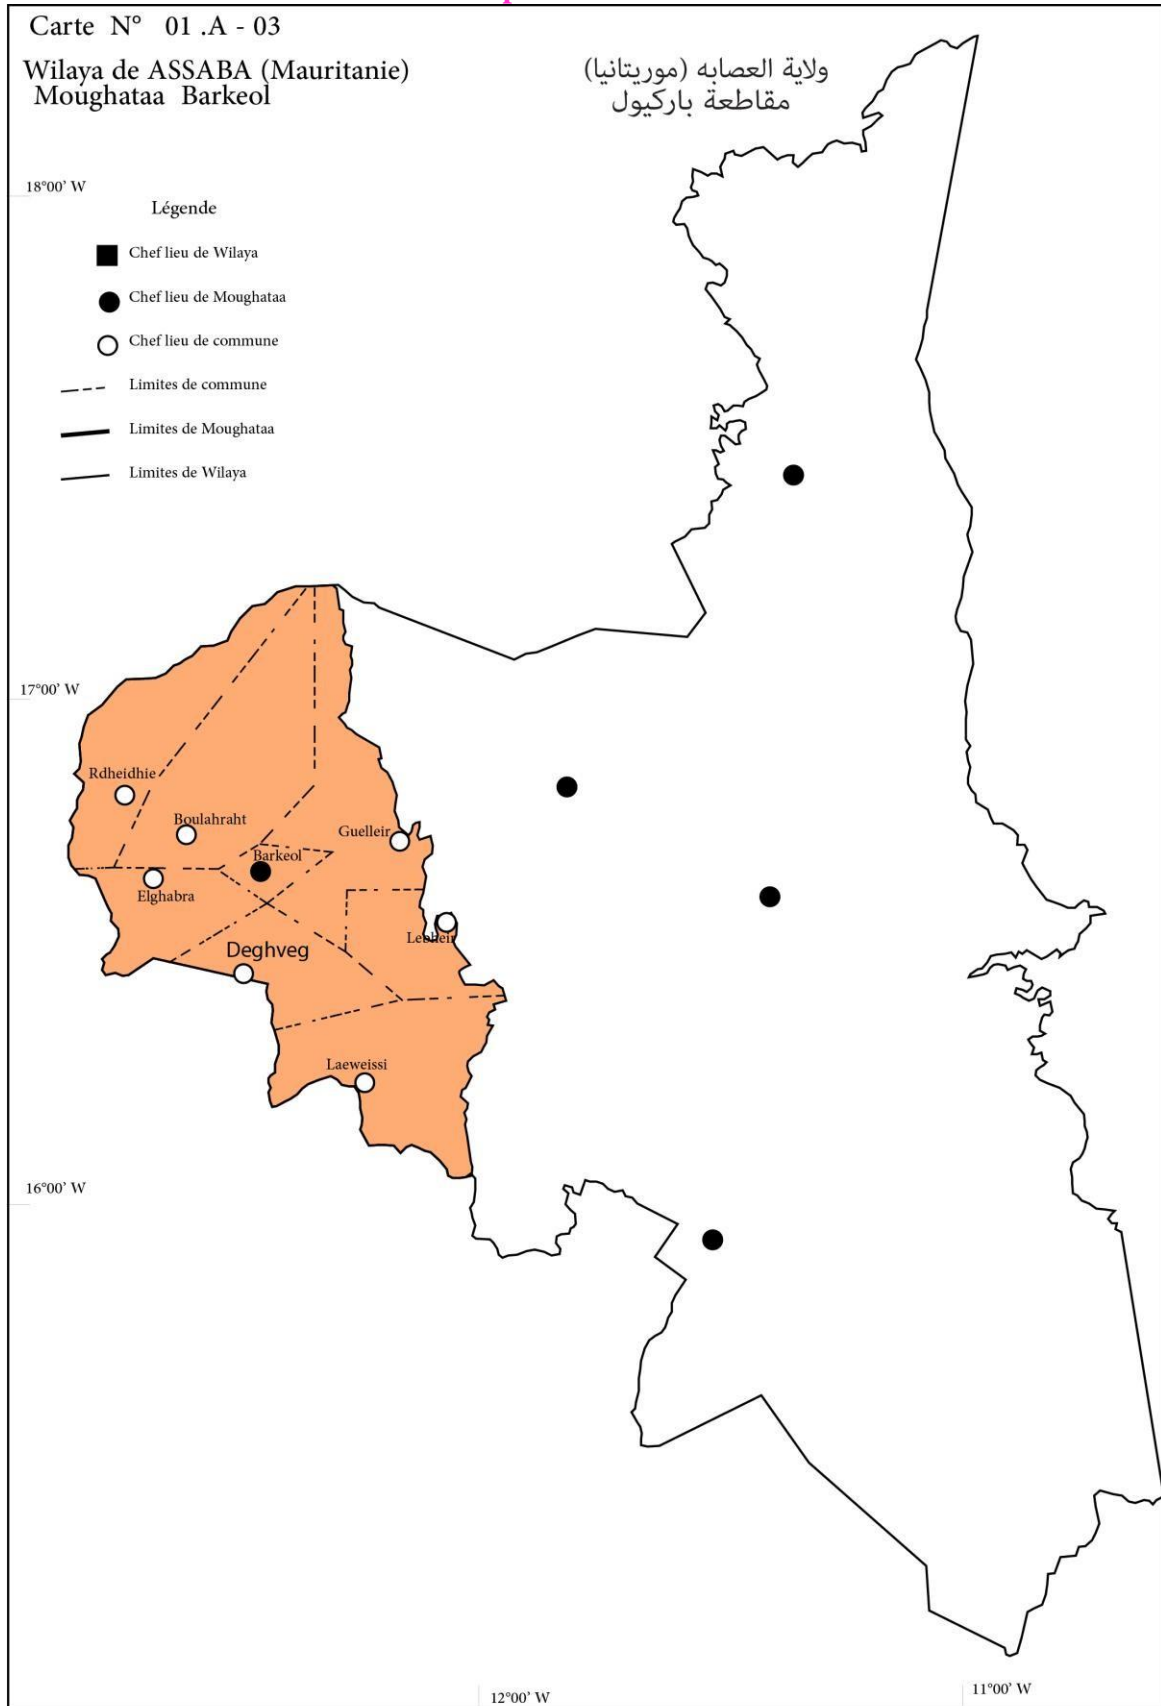 Carte N° 01 .A - 03
Wilaya de ASSABA (Mauritanie)
Moughataa Barkeol
ولاية العصابه (موريتانيا)
مقاطعة باركيول
18°00' W
Légende
Chef lieu de Wilaya
Chef lieu de Moughataa
Chef lieu de commune
Limites de commune
Limites de Moughataa
Limites de Wilaya
17°00' W
Rdheidhie
Boulahraht
Guelleir
Barkeol
Elghabra
Lebheir
Deghveg
Laeweissi
16°00' W
12°00' W
11°00' W